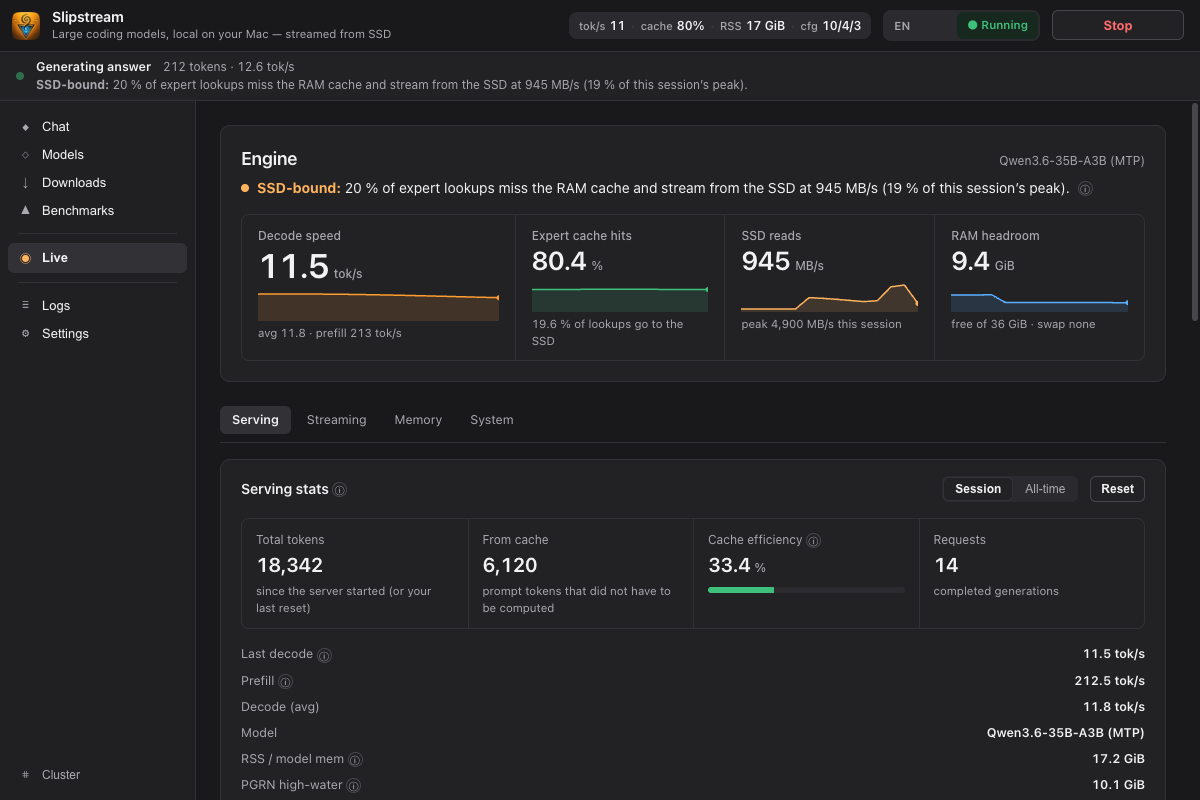 Slipstream
Large coding models, local on your Mac — streamed from SSD
tok/s 11 · cache 80% · RSS 17 GiB · cfg 10/4/3
EN
Running
Stop
Generating answer 212 tokens · 12.6 tok/s
SSD-bound: 20 % of expert lookups miss the RAM cache and stream from the SSD at 945 MB/s (19 % of this session's peak).
Chat
Models
Downloads
Benchmarks
Live
Logs
Settings
Cluster
Engine
Qwen3.6-35B-A3B (MTP)
SSD-bound: 20 % of expert lookups miss the RAM cache and stream from the SSD at 945 MB/s (19 % of this session's peak). ⓘ
Decode speed
11.5 tok/s
avg 11.8 · prefill 213 tok/s
Expert cache hits
80.4 %
19.6 % of lookups go to the
SSD
SSD reads
945 MB/s
peak 4,900 MB/s this session
RAM headroom
9.4 GiB
free of 36 GiB · swap none
Serving
Streaming
Memory
System
Serving stats ⓘ
Session
All-time
Reset
Total tokens
18,342
since the server started (or your
last reset)
From cache
6,120
prompt tokens that did not have to
be computed
Cache efficiency ⓘ
33.4 %
Requests
14
completed generations
Last decode ⓘ 11.5 tok/s
Prefill ⓘ 212.5 tok/s
Decode (avg) 11.8 tok/s
Model Qwen3.6-35B-A3B (MTP)
RSS / model mem ⓘ 17.2 GiB
PGRN high-water ⓘ 10.1 GiB